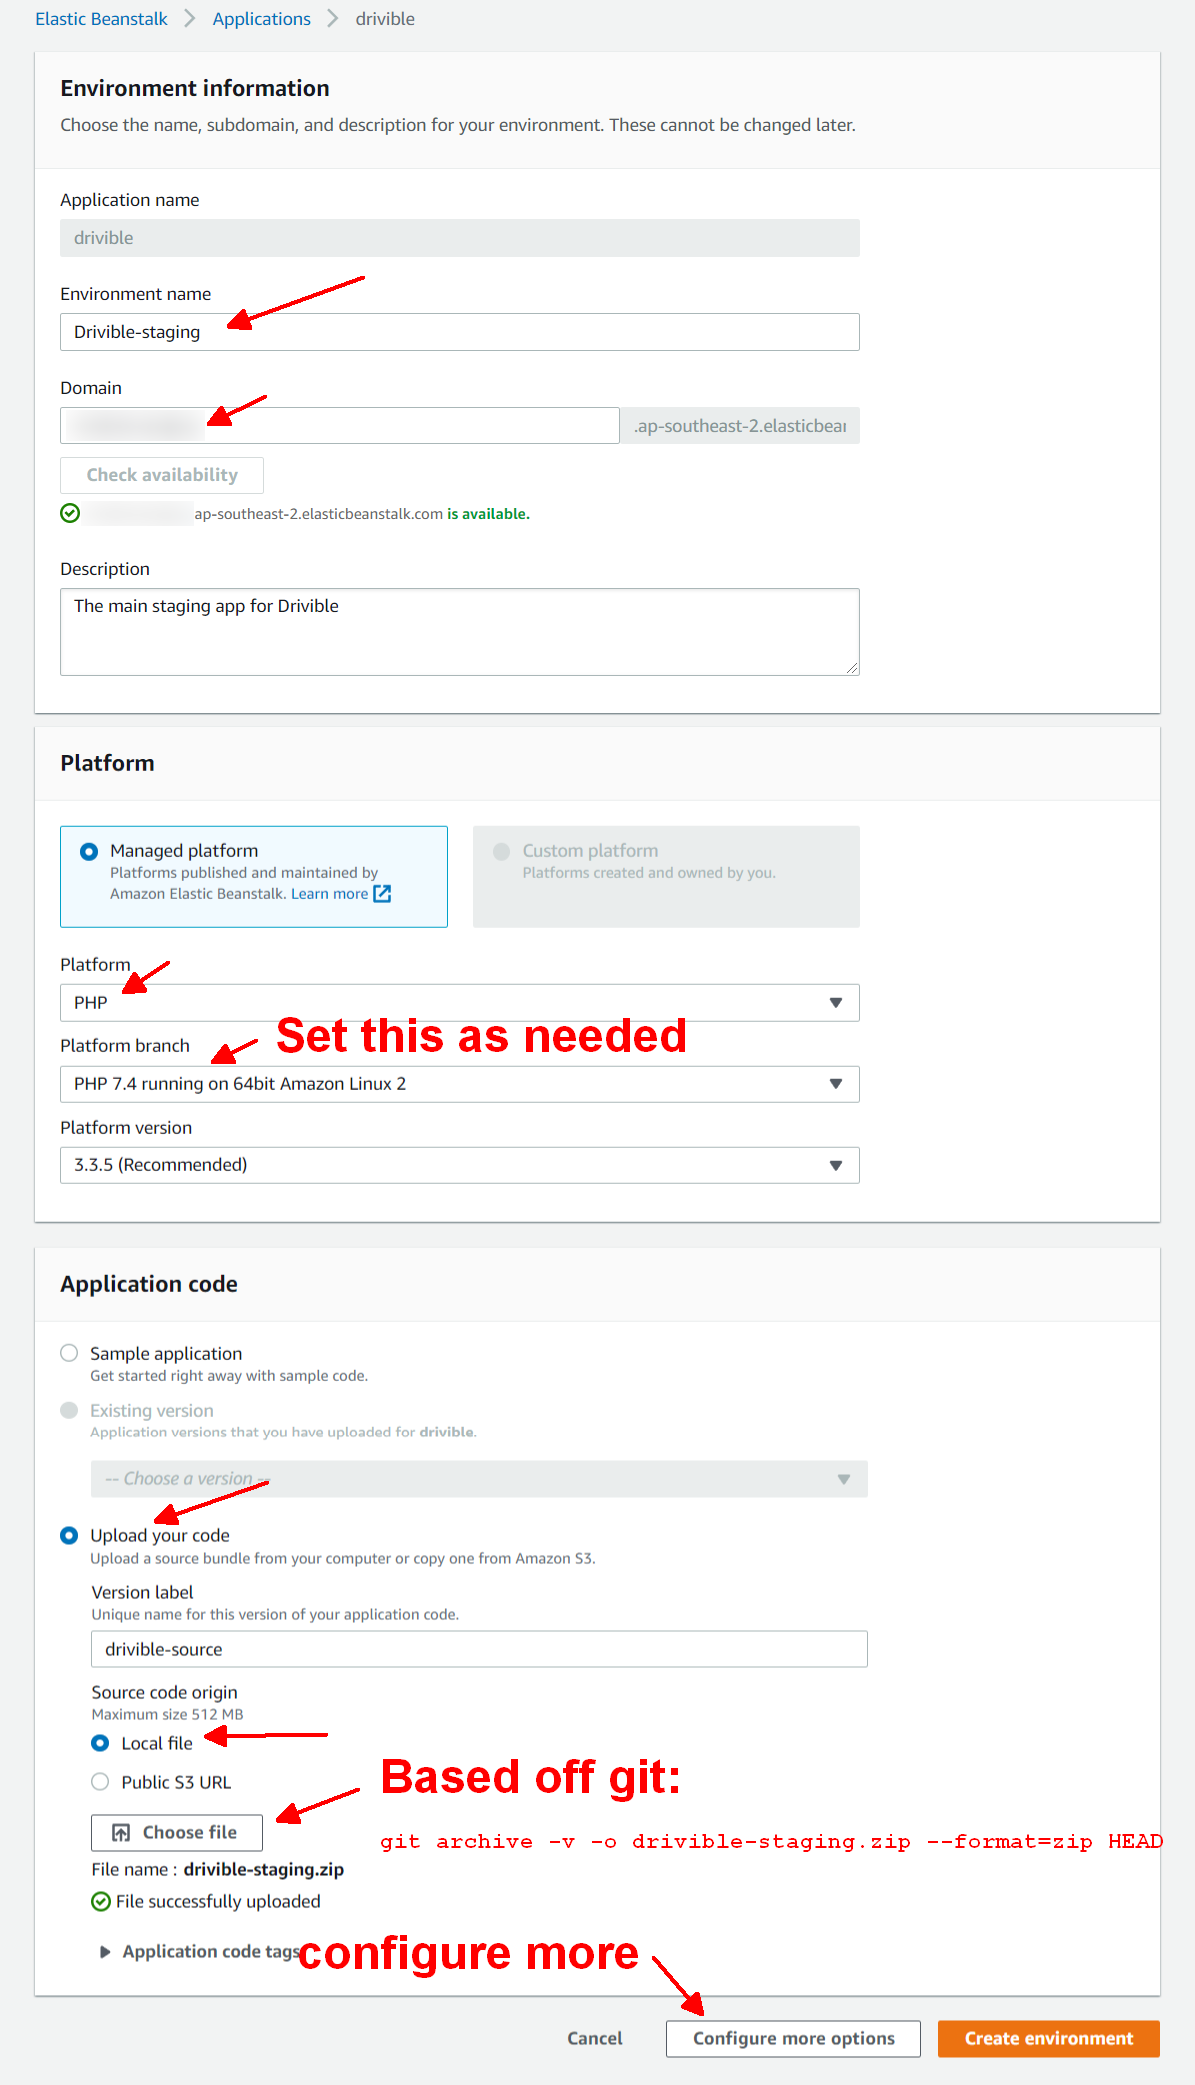 Elastic Beanstalk > Applications > drivible
Environment information
Choose the name, subdomain, and description for your environment. These cannot be changed later.
Application name
drivible
Environment name
Drivible-staging
Domain
.ap-southeast-2.elasticbea
Check availability
ap-southeast-2.elasticbeanstalk.com is available.
Description
The main staging app for Drivible
Platform
Managed platform
Platforms published and maintained by
Amazon Elastic Beanstalk. Learn more
Custom platform
Platforms created and owned by you.
Platform
PHP
Set this as needed
Platform branch
PHP 7.4 running on 64bit Amazon Linux 2
Platform version
3.3.5 (Recommended)
Application code
Sample application
Get started right away with sample code.
Existing version
Application versions that you have uploaded for drivible.
-- Choose a version --
Upload your code
Upload a source bundle from your computer or copy one from Amazon S3.
Version label
Unique name for this version of your application code.
drivible-source
Source code origin
Maximum size 512 MB
Local file
Public S3 URL
Based off git:
Choose file
git archive -v -o drivible-staging.zip --format=zip HEAD
File name : drivible-staging.zip
File successfully uploaded
Application code tags
configure more
Cancel
Configure more options
Create environment